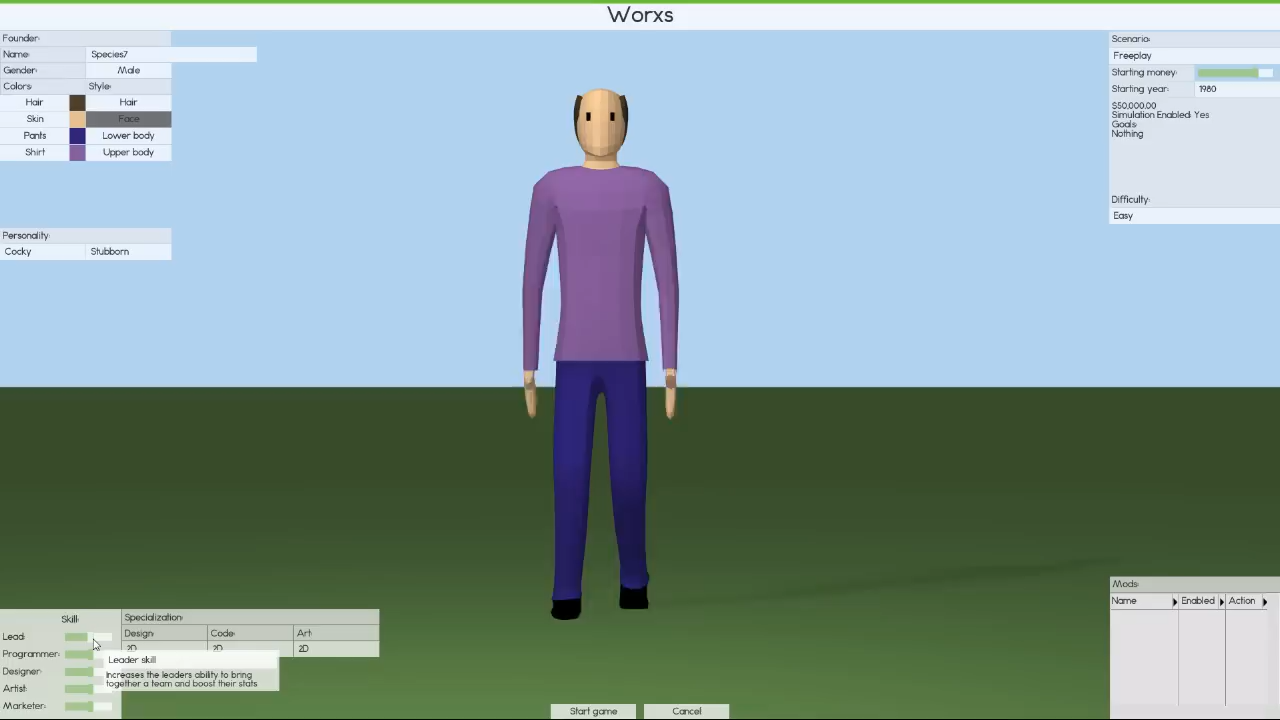 Worxs
Founder:
Name: Species7
Gender: Male
Colors: Style:
Hair Hair
Skin Face
Pants Lower body
Shirt Upper body
Personality:
Cocky Stubborn
Scenario:
Freeplay
Starting money:
Starting year: 1980
$50,000.00
Simulation Enabled: Yes
Goals:
Nothing
Difficulty:
Easy
Skill:
Lead:
Programmer:
Designer:
Artist:
Marketer:
Specialization:
Design: Code: Art:
2D 2D 2D
Leader skill
Increases the leaders ability to bring
together a team and boost their stats
Start game Cancel
Mods:
Name Enabled Action